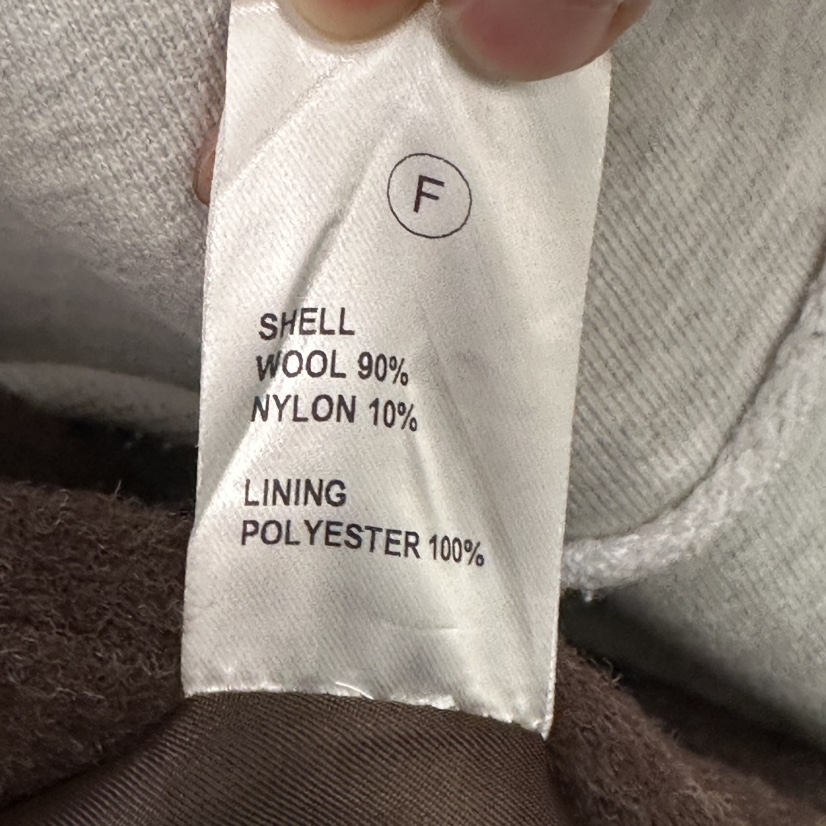 F
SHELL
WOOL 90%
NYLON 10%
LINING
POLYESTER 100%